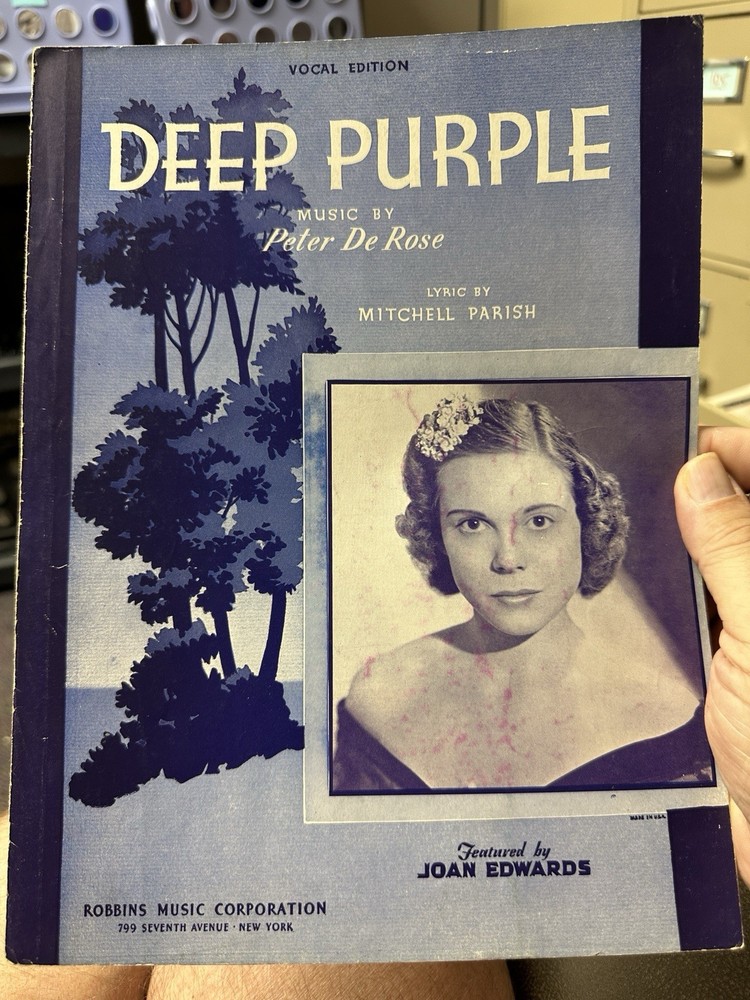 VOCAL EDITION
DEEP PURPLE
MUSIC BY
Peter De Rose
LYRIC BY
MITCHELL PARISH
MADE IN U.S.A.
Featured by
JOAN EDWARDS
ROBBINS MUSIC CORPORATION
799 SEVENTH AVENUE · NEW YORK